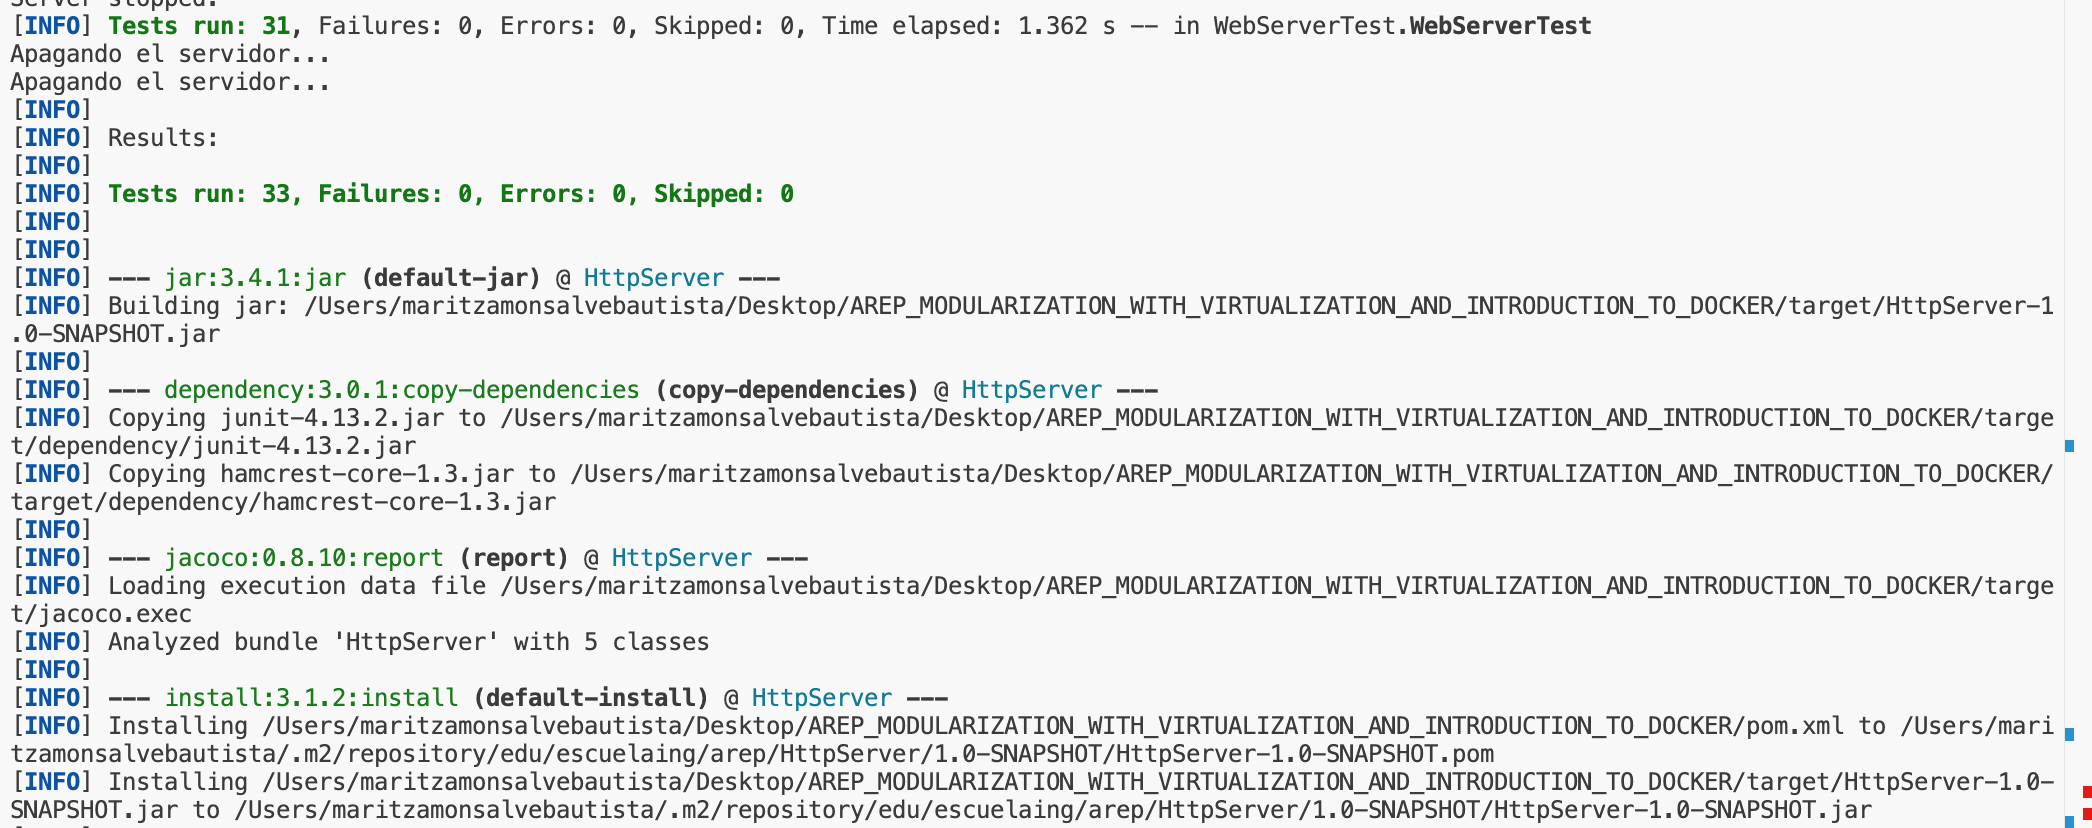 Server stopped.
[INFO] Tests run: 31, Failures: 0, Errors: 0, Skipped: 0, Time elapsed: 1.362 s -- in WebServerTest.WebServerTest
Apagando el servidor...
Apagando el servidor...
[INFO]
[INFO] Results:
[INFO]
[INFO] Tests run: 33, Failures: 0, Errors: 0, Skipped: 0
[INFO]
[INFO]
[INFO] --- jar:3.4.1:jar (default-jar) @ HttpServer ---
[INFO] Building jar: /Users/maritzamonsalvebautista/Desktop/AREP_MODULARIZATION_WITH_VIRTUALIZATION_AND_INTRODUCTION_TO_DOCKER/target/HttpServer-1
.0-SNAPSHOT.jar
[INFO]
[INFO] --- dependency:3.0.1:copy-dependencies (copy-dependencies) @ HttpServer ---
[INFO] Copying junit-4.13.2.jar to /Users/maritzamonsalvebautista/Desktop/AREP_MODULARIZATION_WITH_VIRTUALIZATION_AND_INTRODUCTION_TO_DOCKER/targe
t/dependency/junit-4.13.2.jar
[INFO] Copying hamcrest-core-1.3.jar to /Users/maritzamonsalvebautista/Desktop/AREP_MODULARIZATION_WITH_VIRTUALIZATION_AND_INTRODUCTION_TO_DOCKER/
target/dependency/hamcrest-core-1.3.jar
[INFO]
[INFO] --- jacoco:0.8.10:report (report) @ HttpServer ---
[INFO] Loading execution data file /Users/maritzamonsalvebautista/Desktop/AREP_MODULARIZATION_WITH_VIRTUALIZATION_AND_INTRODUCTION_TO_DOCKER/targe
t/jacoco.exec
[INFO] Analyzed bundle 'HttpServer' with 5 classes
[INFO]
[INFO] --- install:3.1.2:install (default-install) @ HttpServer ---
[INFO] Installing /Users/maritzamonsalvebautista/Desktop/AREP_MODULARIZATION_WITH_VIRTUALIZATION_AND_INTRODUCTION_TO_DOCKER/pom.xml to /Users/mari
tzamonsalvebautista/.m2/repository/edu/escuelaing/arep/HttpServer/1.0-SNAPSHOT/HttpServer-1.0-SNAPSHOT.pom
[INFO] Installing /Users/maritzamonsalvebautista/Desktop/AREP_MODULARIZATION_WITH_VIRTUALIZATION_AND_INTRODUCTION_TO_DOCKER/target/HttpServer-1.0-
SNAPSHOT.jar to /Users/maritzamonsalvebautista/.m2/repository/edu/escuelaing/arep/HttpServer/1.0-SNAPSHOT/HttpServer-1.0-SNAPSHOT.jar